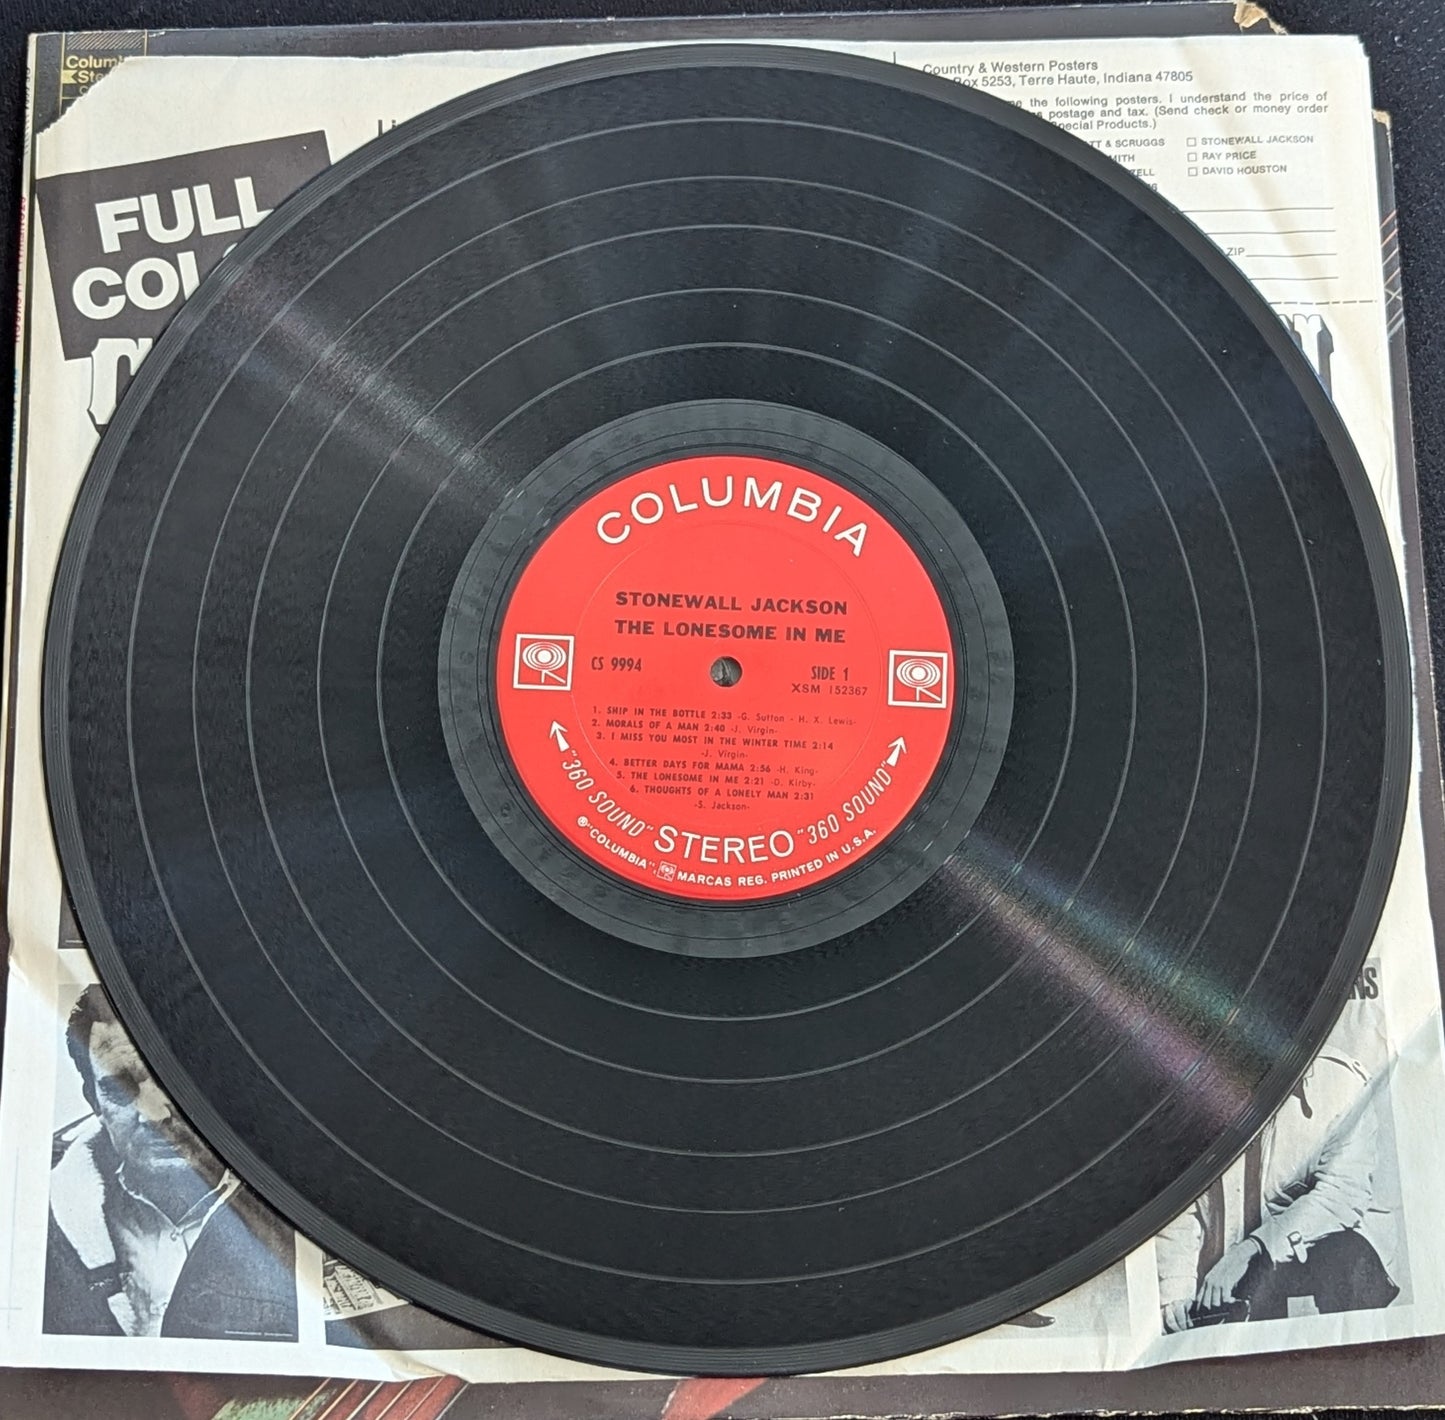 Country & Western Posters
Box 5253, Terre Haute, Indiana 47805
the following posters. I understand the price of
postage and tax. (Send check or money order
Special Products.)
& SCRUGGS
☐ STONEWALL JACKSON
☐ RAY PRICE
☐ DAVID HOUSTON
ZIP
FULL
COLUMBIA
STONEWALL JACKSON
THE LONESOME IN ME
CS 9994
SIDE 1
XSM 152367
1. SHIP IN THE BOTTLE 2:33 -G. Sutton - H. X. Lewis-
2. MORALS OF A MAN 2:40 -J. Virgin-
3. I MISS YOU MOST IN THE WINTER TIME 2:14
-J. Virgin-
4. BETTER DAYS FOR MAMA 2:56 -H. King-
5. THE LONESOME IN ME 2:21 -D. Kirby-
6. THOUGHTS OF A LONELY MAN 2:31
-S. Jackson-
"360 SOUND" STEREO "360 SOUND"
® "COLUMBIA", MARCAS REG. PRINTED IN U.S.A.